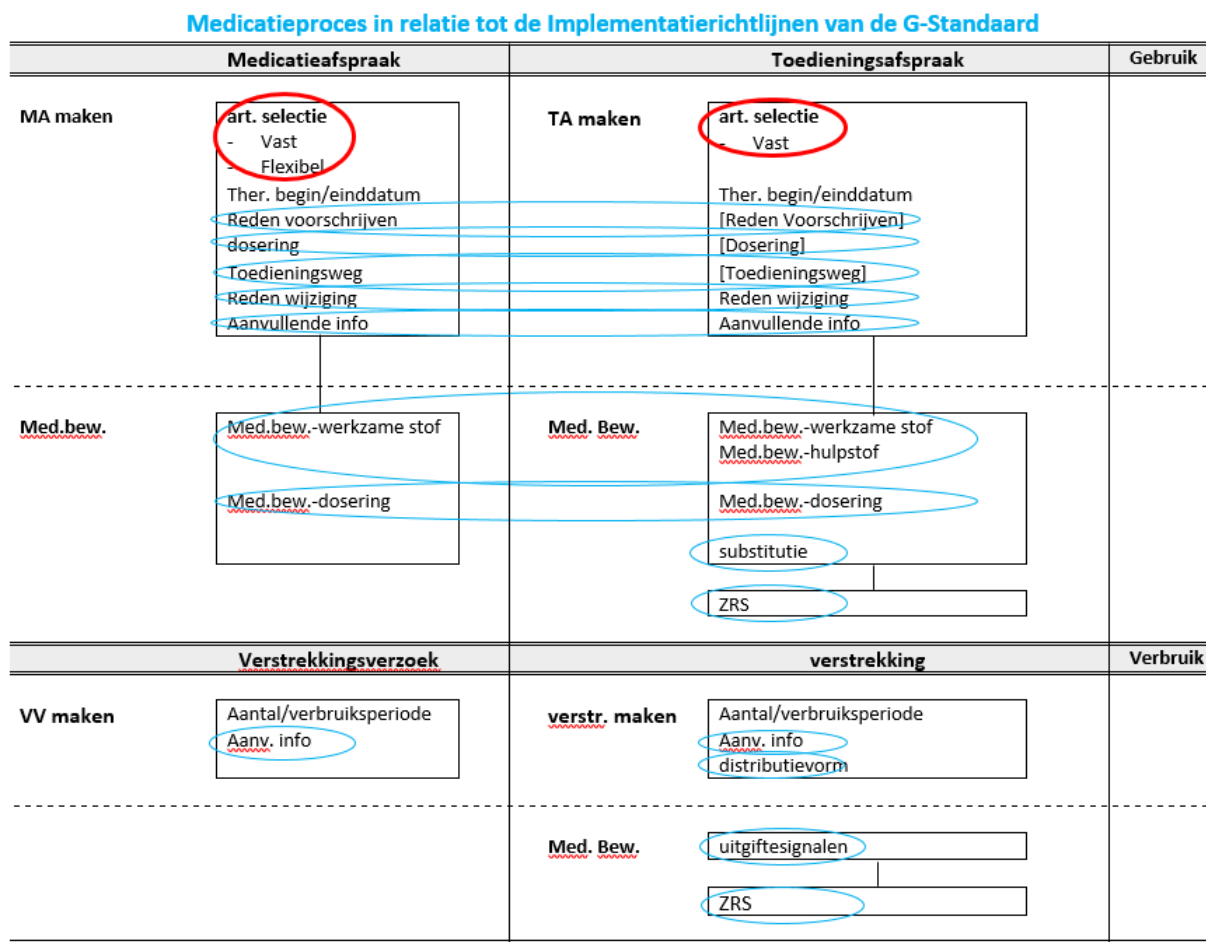 Medicatieproces in relatie tot de Implementatierichtlijnen van de G-Standaard
Medicatieafspraak
Toedieningsafspraak
Gebruik
MA maken
art. selectie
- Vast
- Flexibel
Ther. begin/einddatum
Reden voorschrijven
dosering
Toedieningsweg
Reden wijziging
Aanvullende info
TA maken
art. selectie
- Vast
Ther. begin/einddatum
[Reden Voorschrijven]
[Dosering]
[Toedieningsweg]
Reden wijziging
Aanvullende info
Med.bew.
Med.bew.-werkzame stof
Med.bew.-dosering
Med. Bew.
Med.bew.-werkzame stof
Med.bew.-hulpstof
Med.bew.-dosering
substitutie
ZRS
Verstrekkingsverzoek
verstrekking
Verbruik
VV maken
Aantal/verbruiksperiode
Aanv. info
verstr. maken
Aantal/verbruiksperiode
Aanv. info
distributievorm
Med. Bew.
uitgiftesignalen
ZRS